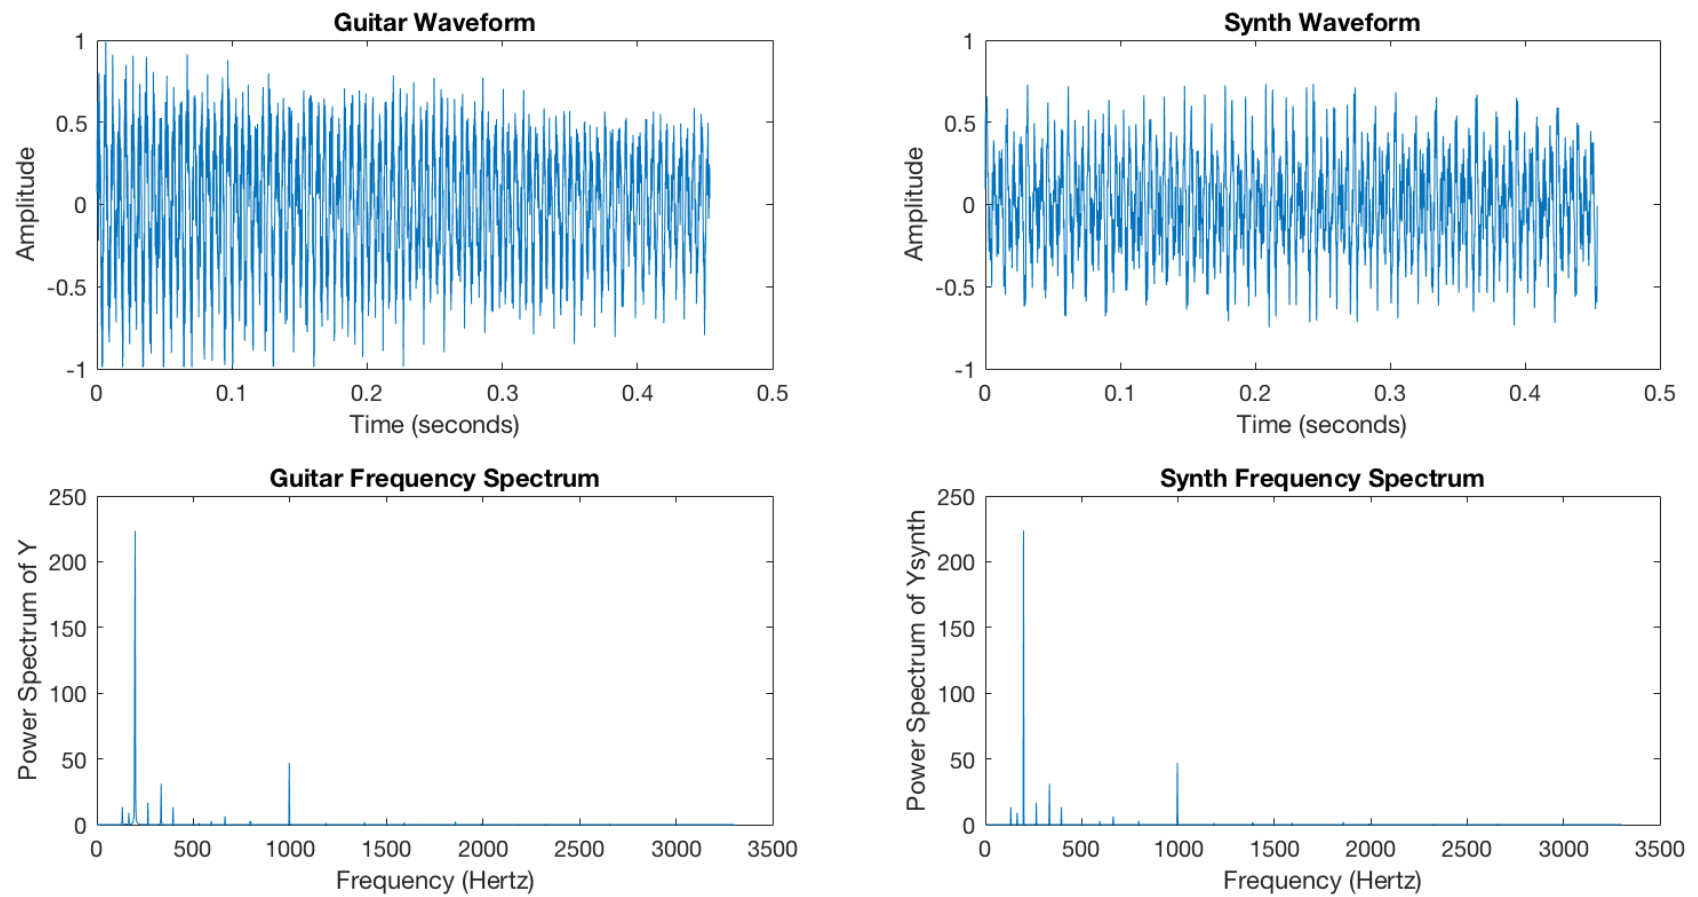 Guitar Waveform
1
0.5
0
-0.5
-1
Amplitude
0 0.1 0.2 0.3 0.4 0.5
Time (seconds)
Synth Waveform
1
0.5
0
-0.5
-1
Amplitude
0 0.1 0.2 0.3 0.4 0.5
Time (seconds)
Guitar Frequency Spectrum
250
200
150
100
50
0
Power Spectrum of Y
0 500 1000 1500 2000 2500 3000 3500
Frequency (Hertz)
Synth Frequency Spectrum
250
200
150
100
50
0
Power Spectrum of Ysynth
0 500 1000 1500 2000 2500 3000 3500
Frequency (Hertz)